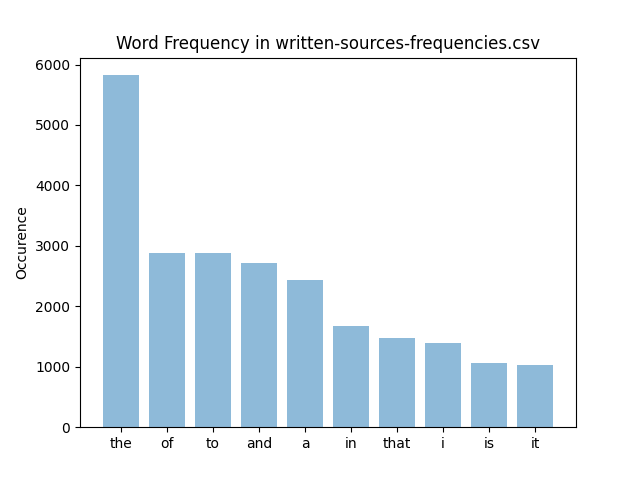 Word Frequency in written-sources-frequencies.csv
6000
5000
4000
3000
2000
1000
0
Occurence
the of to and a in that i is it